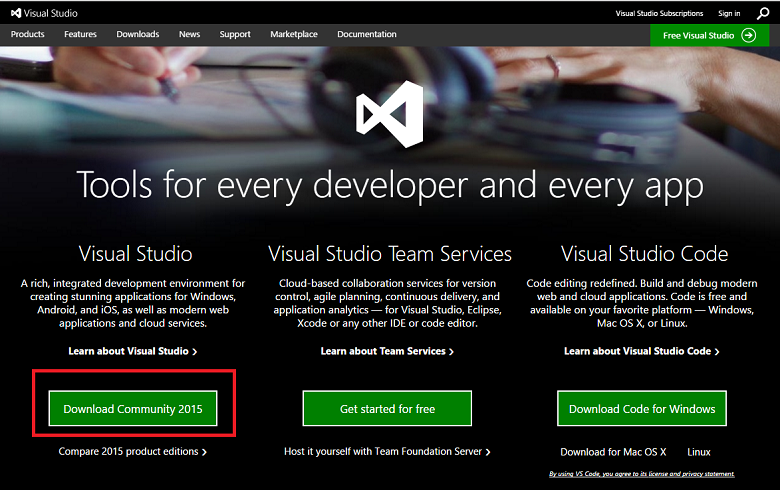 Visual Studio
Visual Studio Subscriptions
Sign in
Products
Features
Downloads
News
Support
Marketplace
Documentation
Free Visual Studio
Tools for every developer and every app
Visual Studio
A rich, integrated development environment for
creating stunning applications for Windows,
Android, and iOS, as well as modern web
applications and cloud services.
Learn about Visual Studio >
Download Community 2015
Compare 2015 product editions >
Visual Studio Team Services
Cloud-based collaboration services for version
control, agile planning, continuous delivery, and
application analytics — for Visual Studio, Eclipse,
Xcode or any other IDE or code editor.
Learn about Team Services >
Get started for free
Host it yourself with Team Foundation Server >
Visual Studio Code
Code editing redefined. Build and debug modern
web and cloud applications. Code is free and
available on your favorite platform — Windows,
Mac OS X, or Linux.
Learn about Visual Studio Code >
Download Code for Windows
Download for Mac OS X
Linux
By using VS Code, you agree to its license and privacy statement.